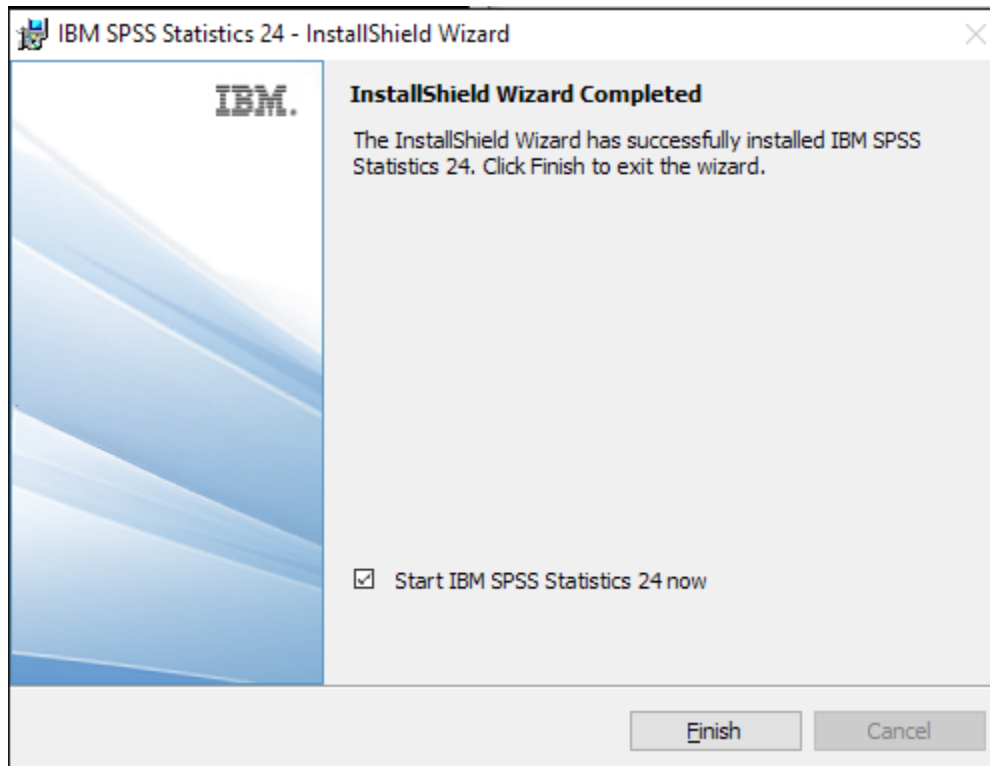 IBM SPSS Statistics 24 - InstallShield Wizard
IBM.
InstallShield Wizard Completed
The InstallShield Wizard has successfully installed IBM SPSS
Statistics 24. Click Finish to exit the wizard.
Start IBM SPSS Statistics 24 now
Finish
Cancel